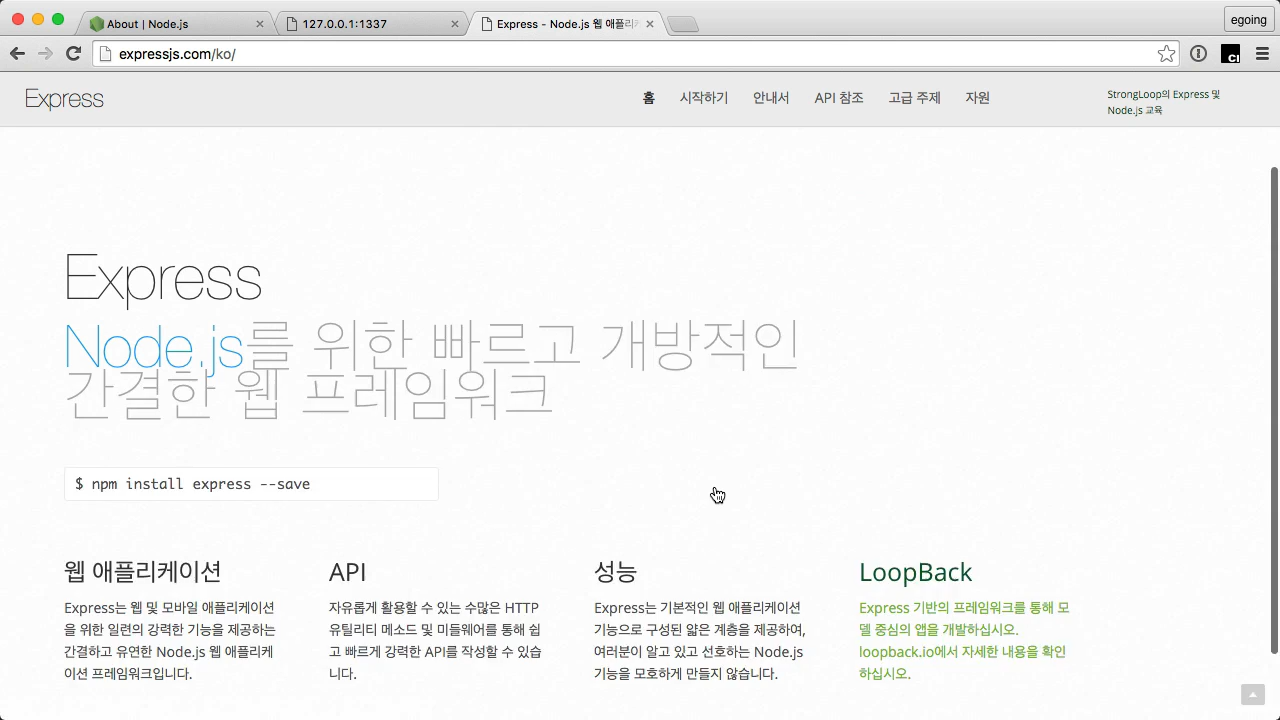 About | Node.js
127.0.0.1:1337
Express - Node.js 웹 애플리
egoing
expressjs.com/ko/
Express
홈
시작하기
안내서
API 참조
고급 주제
자원
StrongLoop의 Express 및
Node.js 교육
Express
Node.js를 위한 빠르고 개방적인
간결한 웹 프레임워크
$ npm install express --save
웹 애플리케이션
Express는 웹 및 모바일 애플리케이션
을 위한 일련의 강력한 기능을 제공하는
간결하고 유연한 Node.js 웹 애플리케
이션 프레임워크입니다.
API
자유롭게 활용할 수 있는 수많은 HTTP
유틸리티 메소드 및 미들웨어를 통해 쉽
고 빠르게 강력한 API를 작성할 수 있습
니다.
성능
Express는 기본적인 웹 애플리케이션
기능으로 구성된 얇은 계층을 제공하여,
여러분이 알고 있고 선호하는 Node.js
기능을 모호하게 만들지 않습니다.
LoopBack
Express 기반의 프레임워크를 통해 모
델 중심의 앱을 개발하십시오.
loopback.io에서 자세한 내용을 확인
하십시오.